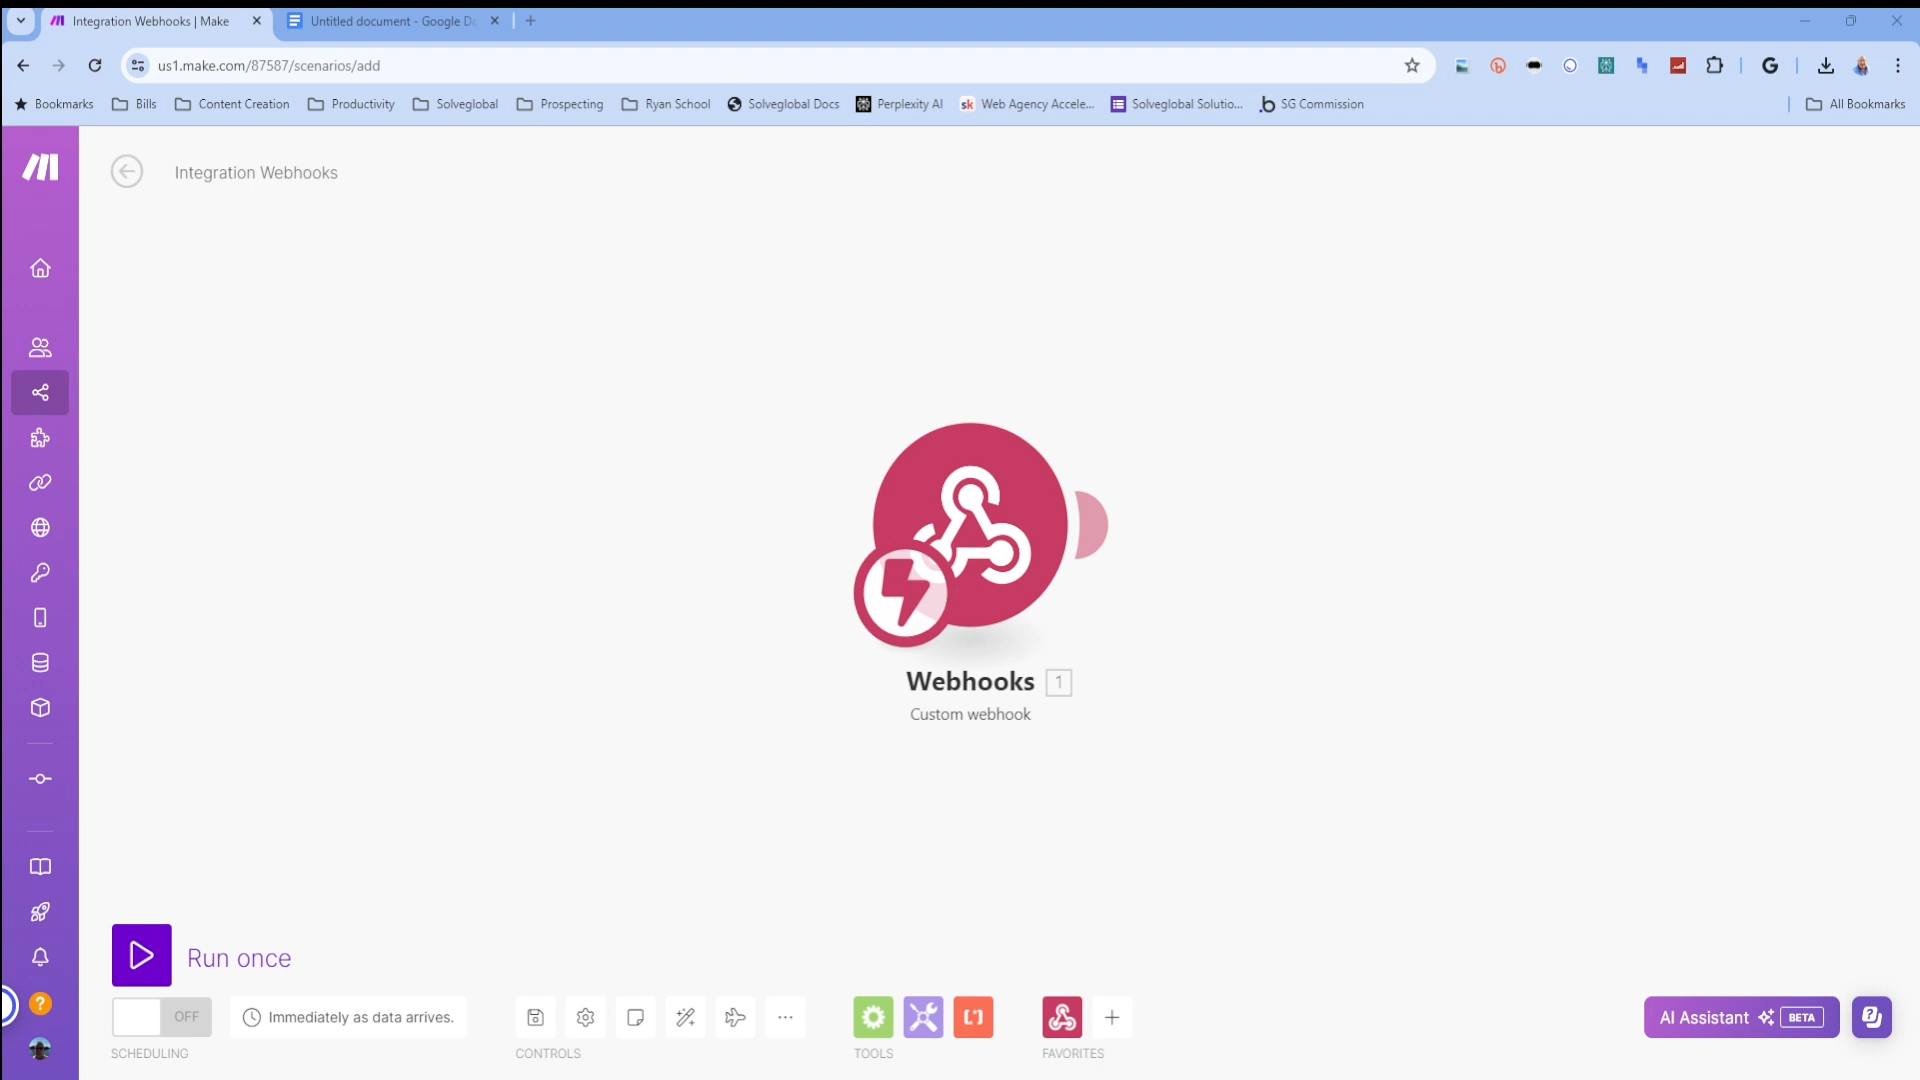 Integration Webhooks | Make
Untitled document - Google Do
us1.make.com/87587/scenarios/add
Bookmarks
Bills
Content Creation
Productivity
Solveglobal
Prospecting
Ryan School
Solveglobal Docs
Perplexity AI
sk
Web Agency Accele...
Solveglobal Solutio...
SG Commission
All Bookmarks
Integration Webhooks
Webhooks 1
Custom webhook
Run once
OFF
Immediately as data arrives.
SCHEDULING
CONTROLS
TOOLS
FAVORITES
AI Assistant
BETA